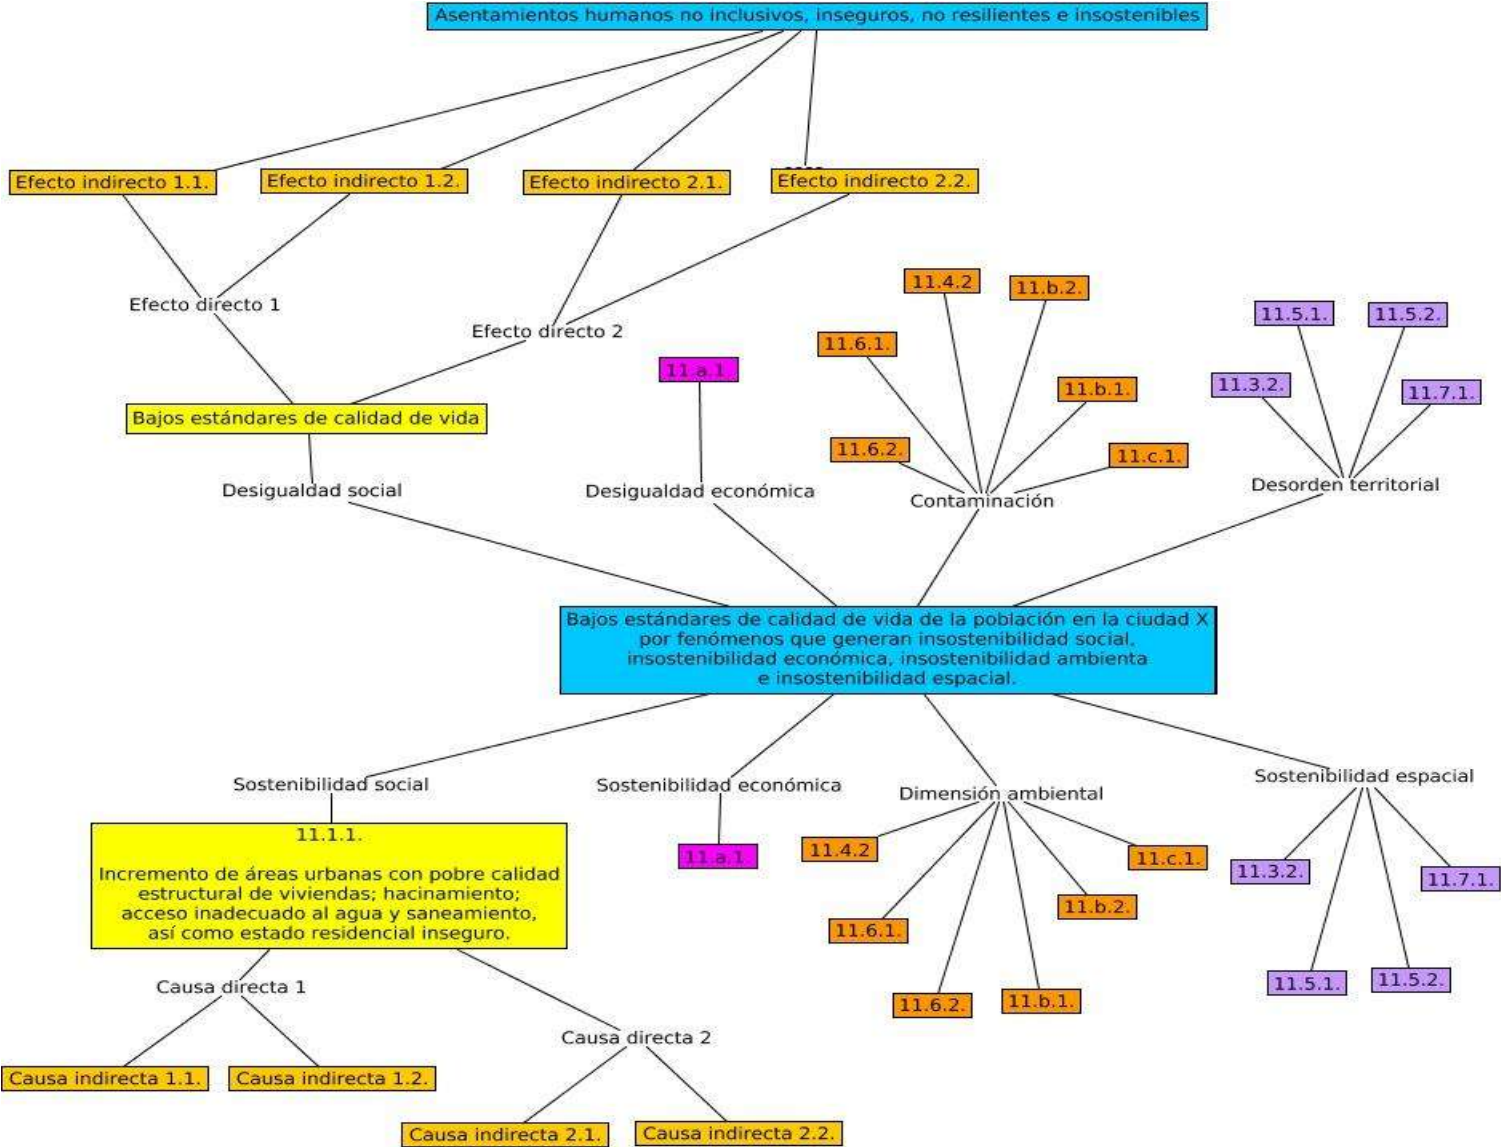 Asentamientos humanos no inclusivos, inseguros, no resilientes e insostenibles
Efecto indirecto 1.1.
Efecto indirecto 1.2.
Efecto indirecto 2.1.
Efecto indirecto 2.2.
Efecto directo 1
Efecto directo 2
11.4.2
11.b.2.
11.5.1.
11.5.2.
11.6.1.
11.a.1.
11.b.1.
11.3.2.
11.7.1.
Bajos estándares de calidad de vida
11.6.2.
11.c.1.
Desigualdad social
Desigualdad económica
Contaminación
Desorden territorial
Bajos estándares de calidad de vida de la población en la ciudad X
por fenómenos que generan insostenibilidad social,
insostenibilidad económica, insostenibilidad ambienta
e insostenibilidad espacial.
Sostenibilidad social
Sostenibilidad económica
Dimensión ambiental
Sostenibilidad espacial
11.1.1.
Incremento de áreas urbanas con pobre calidad
estructural de viviendas; hacinamiento;
acceso inadecuado al agua y saneamiento,
así como estado residencial inseguro.
11.a.1
11.4.2
11.c.1.
11.3.2.
11.7.1.
11.b.2.
11.6.1.
11.6.2.
11.b.1.
11.5.1.
11.5.2.
Causa directa 1
Causa directa 2
Causa indirecta 1.1.
Causa indirecta 1.2.
Causa indirecta 2.1.
Causa indirecta 2.2.